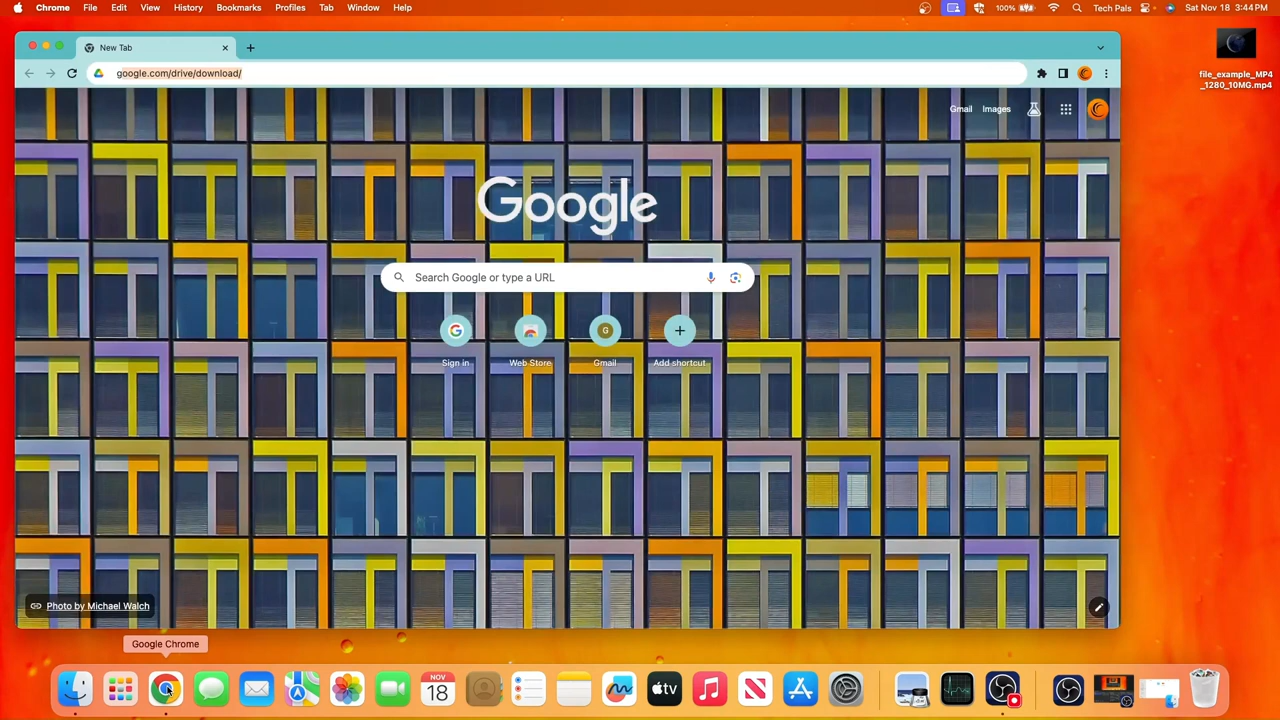 Chrome File Edit View History Bookmarks Profiles Tab Window Help 100% Tech Pals Sat Nov 18 3:44 PM
New Tab
google.com/drive/download/
Gmail Images
file_example_MP4
_1280_10MG.mp4
Google
Search Google or type a URL
G
Sign in Web Store Gmail Add shortcut
Photo by Michael Walch
Google Chrome
NOV
18
tv